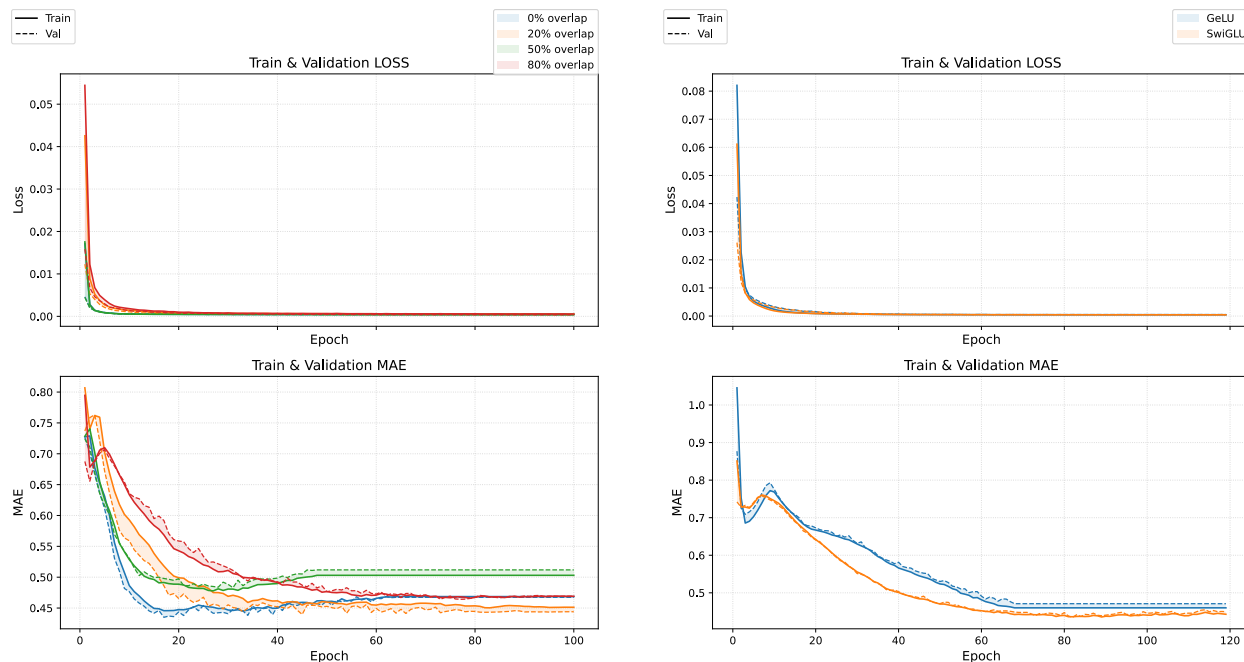 Train
Val
0% overlap
20% overlap
50% overlap
80% overlap
Train & Validation LOSS
0.05
0.04
0.03
0.02
0.01
0.00
Loss
Epoch
Train & Validation MAE
0.80
0.75
0.70
0.65
0.60
0.55
0.50
0.45
MAE
0
20
40
60
80
100
Epoch
Train
Val
GeLU
SwiGLU
Train & Validation LOSS
0.08
0.07
0.06
0.05
0.04
0.03
0.02
0.01
0.00
Loss
Epoch
Train & Validation MAE
1.0
0.9
0.8
0.7
0.6
0.5
MAE
0
20
40
60
80
100
120
Epoch